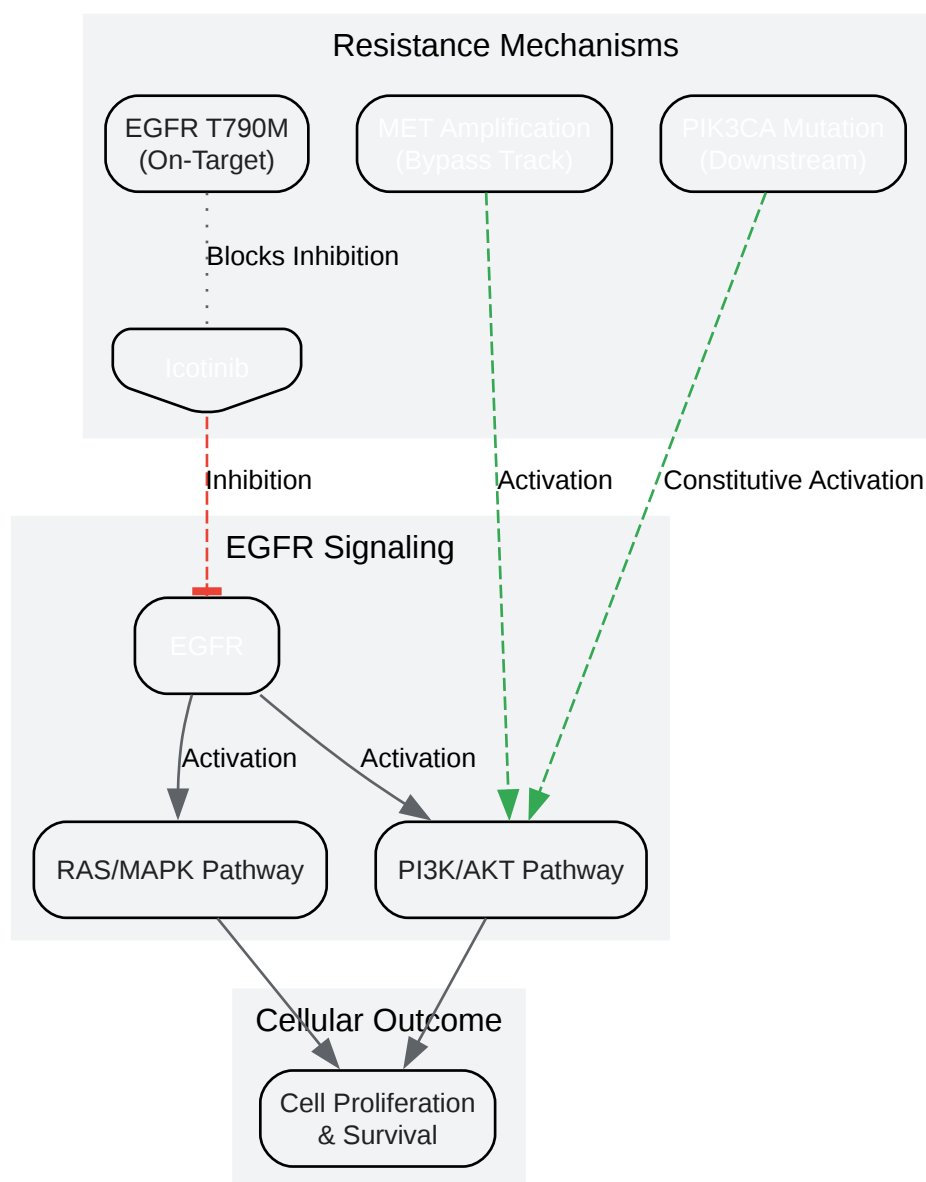 Resistance Mechanisms
EGFR T790M
(On-Target)
MET Amplification
(Bypass Track)
PIK3CA Mutation
(Downstream)
Blocks Inhibition
Icotinib
Inhibition
Activation
Constitutive Activation
EGFR Signaling
EGFR
Activation
Activation
RAS/MAPK Pathway
PI3K/AKT Pathway
Cellular Outcome
Cell Proliferation
& Survival